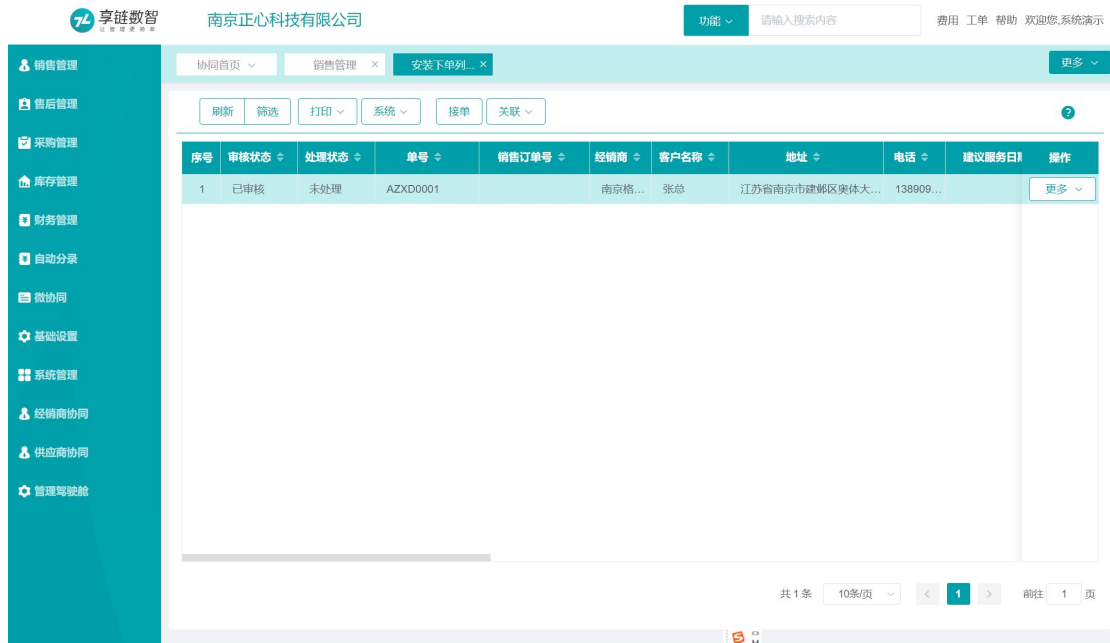 享链数智
让管理更简单
南京正心科技有限公司
功能
请输入搜索内容
费用 工单 帮助 欢迎您,系统演示
销售管理
售后管理
采购管理
库存管理
财务管理
自动分录
微协同
基础设置
系统管理
经销商协同
供应商协同
管理驾驶舱
协同首页 销售管理 × 安装下单列... ×
更多
刷新 筛选 打印 系统 接单 关联
序号 审核状态 处理状态 单号 销售订单号 经销商 客户名称 地址 电话 建议服务日 操作
1 已审核 未处理 AZXD0001 南京格... 张总 江苏省南京市建邺区奥体大... 138909... 更多
共 1 条 10条/页 < 1 > 前往 1 页